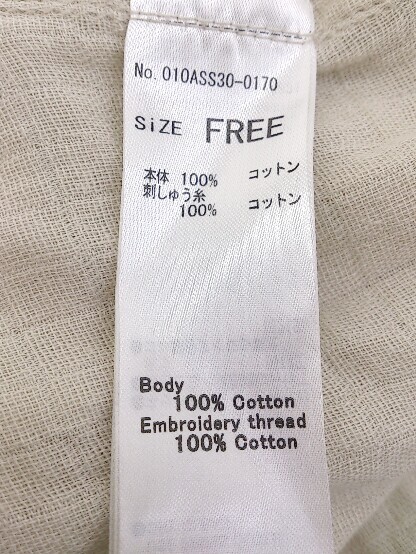 No. 010ASS30-0170
SiZE FREE
本体 100% コットン
刺しゅう糸
100% コットン
Body
100% Cotton
Embroidery thread
100% Cotton